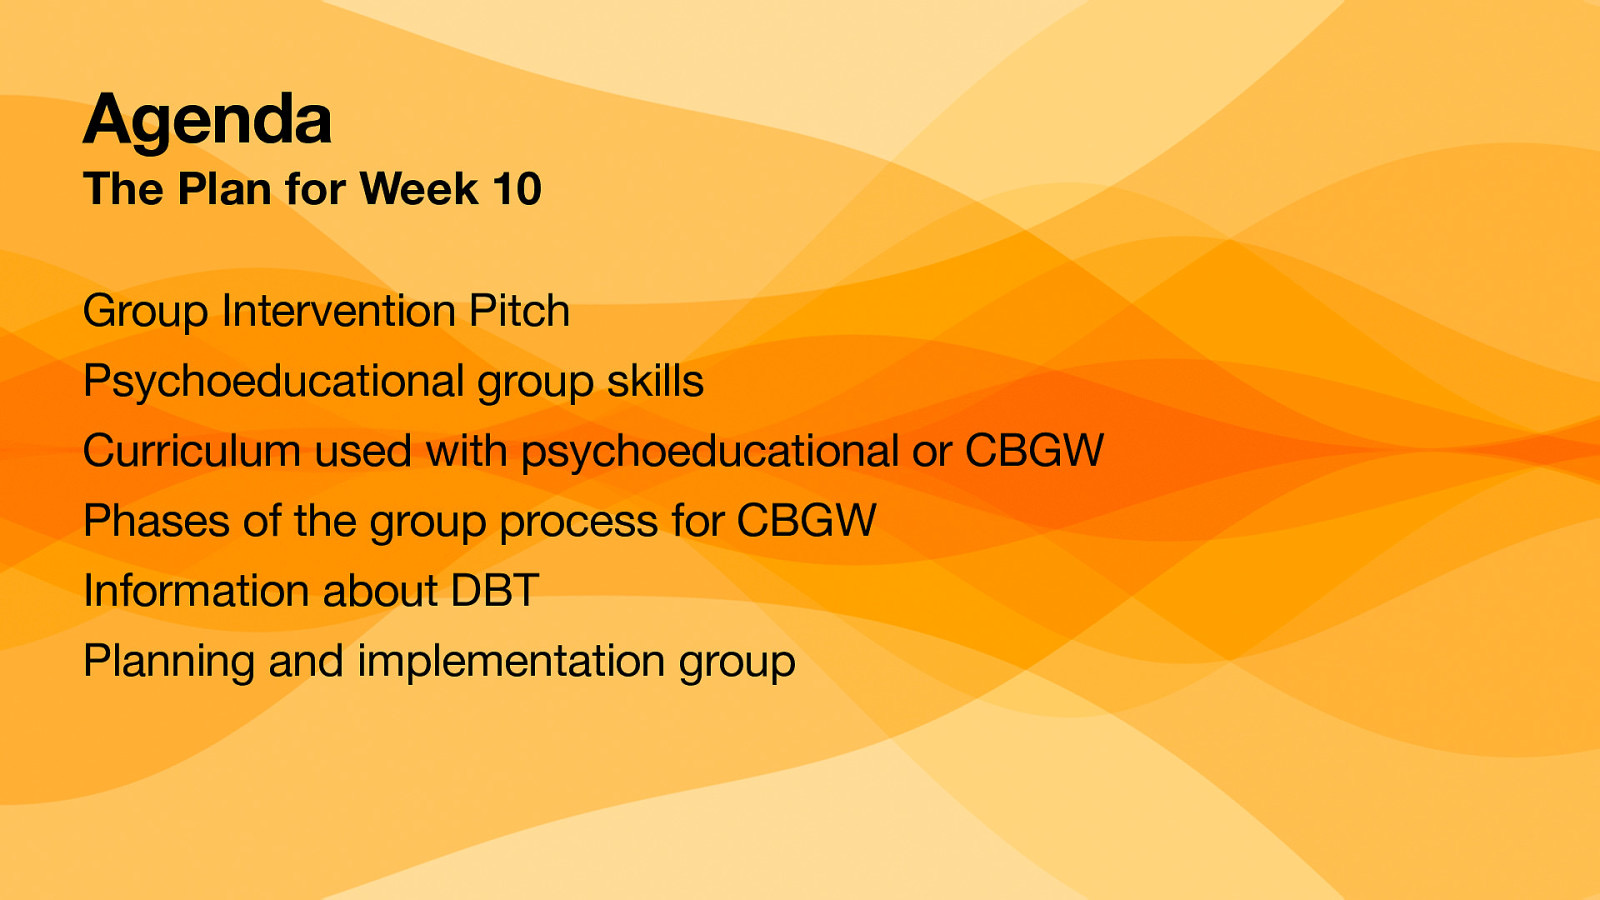 Agenda
The Plan for Week 10
Group Intervention Pitch
Psychoeducational group skills
Curriculum used with psychoeducational or CBGW
Phases of the group process for CBGW
Information about DBT
Planning and implementation group